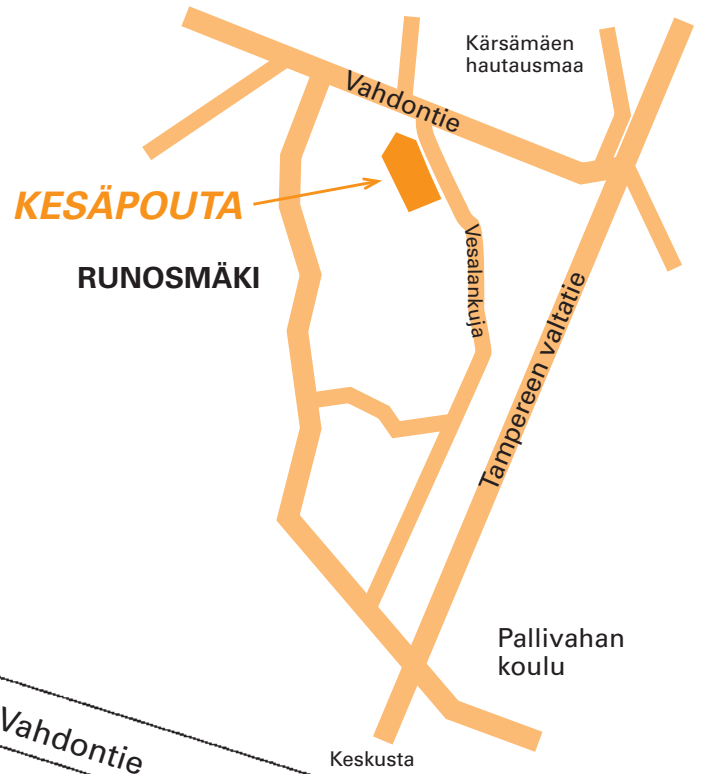 Kärsämäen
hautausmaa
Vahdontie
KESÄPOUTA
Vesalankuja
RUNOSMÄKI
Tampereen valtatie
Pallivahan
koulu
Vahdontie
Keskusta